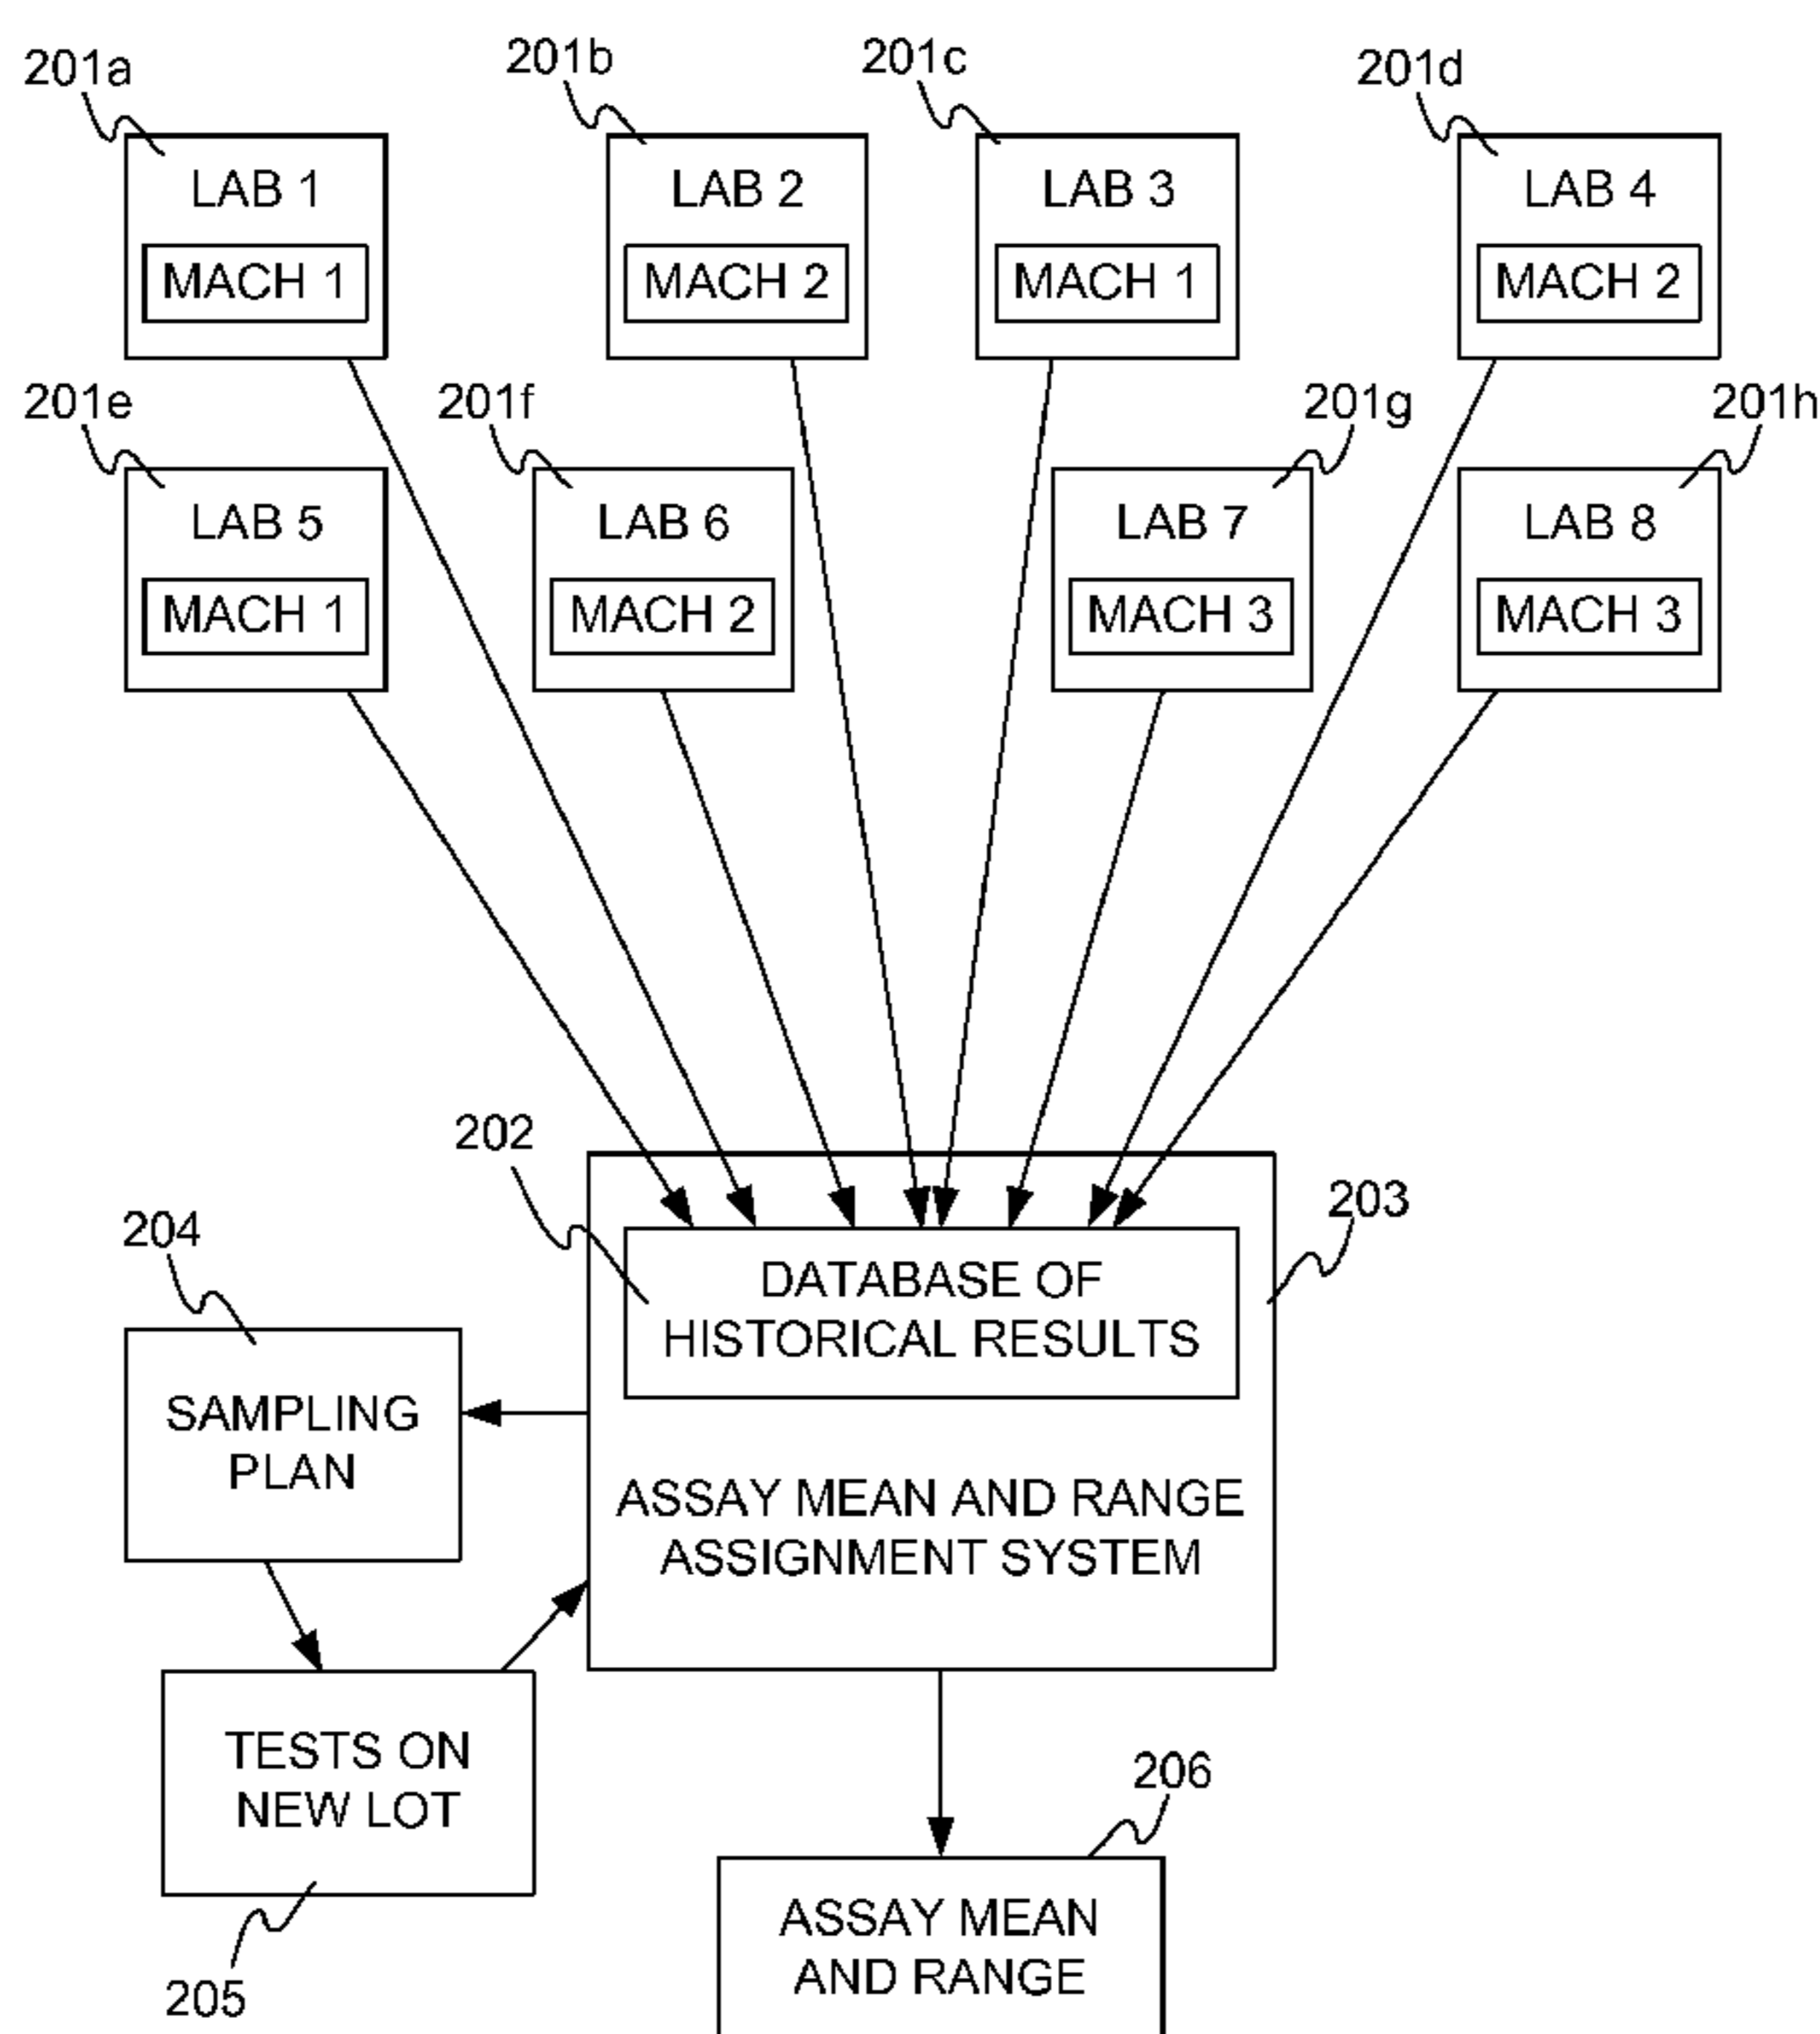 201a
201b
201c
201d
LAB 1
LAB 2
LAB 3
LAB 4
MACH 1
MACH 2
MACH 1
MACH 2
201e
201f
201g
201h
LAB 5
LAB 6
LAB 7
LAB 8
MACH 1
MACH 2
MACH 3
MACH 3
202
203
204
DATABASE OF
HISTORICAL RESULTS
SAMPLING
PLAN
ASSAY MEAN AND RANGE
ASSIGNMENT SYSTEM
TESTS ON
NEW LOT
205
206
ASSAY MEAN
AND RANGE